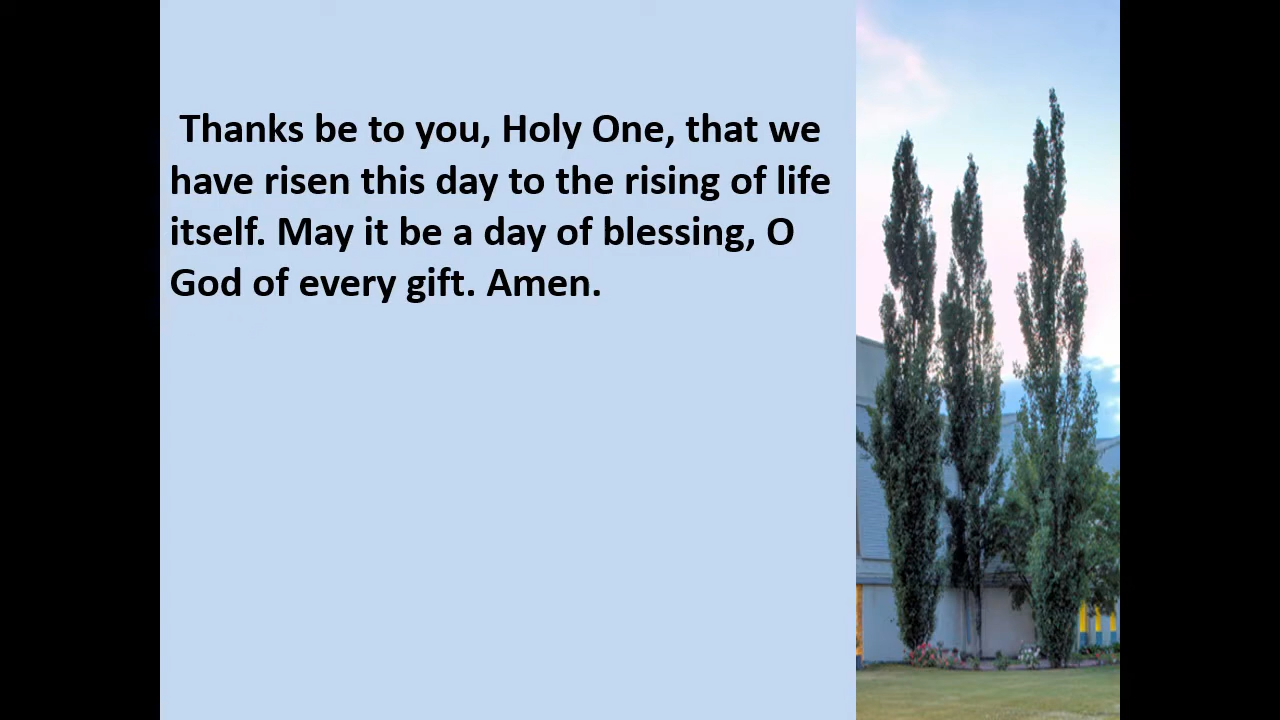 Thanks be to you, Holy One, that we
have risen this day to the rising of life
itself. May it be a day of blessing, O
God of every gift. Amen.